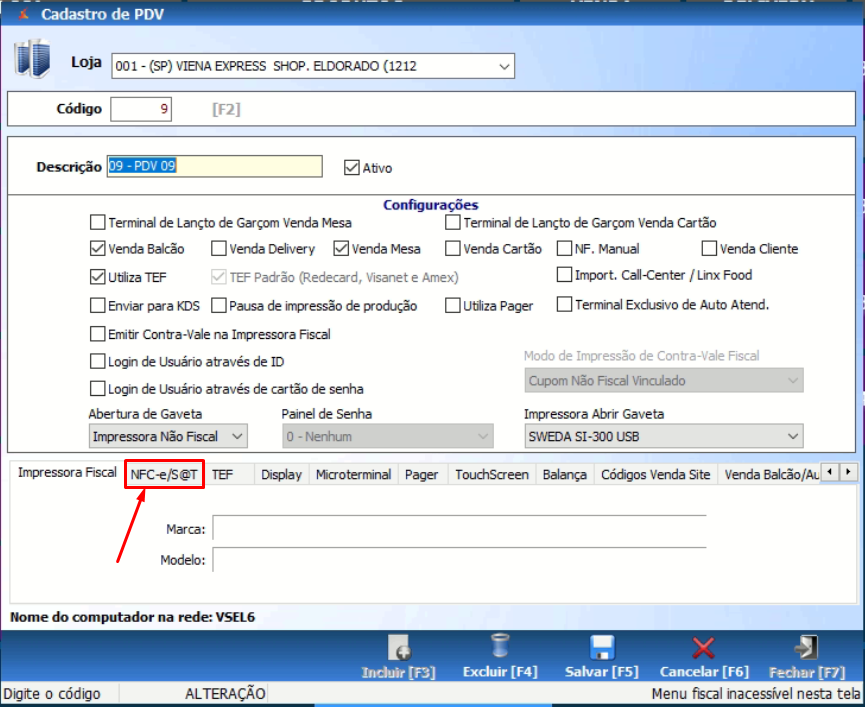 Cadastro de PDV
Loja 001 - (SP) VIENA EXPRESS SHOP. ELDORADO (1212
Código 9 [F2]
Descrição 09 - PDV 09 Ativo
Configurações
Terminal de Lançto de Garçom Venda Mesa Terminal de Lançto de Garçom Venda Cartão
Venda Balcão Venda Delivery Venda Mesa Venda Cartão NF. Manual Venda Cliente
Utiliza TEF TEF Padrão (Redecard, Visanet e Amex) Import. Call-Center / Linx Food
Enviar para KDS Pausa de impressão de produção Utiliza Pager Terminal Exclusivo de Auto Atend.
Emitir Contra-Vale na Impressora Fiscal
Login de Usuário através de ID Modo de Impressão de Contra-Vale Fiscal
Login de Usuário através de cartão de senha Cupom Não Fiscal Vinculado
Abertura de Gaveta Painel de Senha Impressora Abrir Gaveta
Impressora Não Fiscal 0 - Nenhum SWEDA SI-300 USB
Impressora Fiscal NFC-e/S@T TEF Display Microterminal Pager TouchScreen Balança Códigos Venda Site Venda Balcão/Au
Marca:
Modelo:
Nome do computador na rede: VSEL6
Incluir [F3] Excluir [F4] Salvar [F5] Cancelar [F6] Fechar [F7]
Digite o código ALTERAÇÃO Menu fiscal inacessível nesta tela